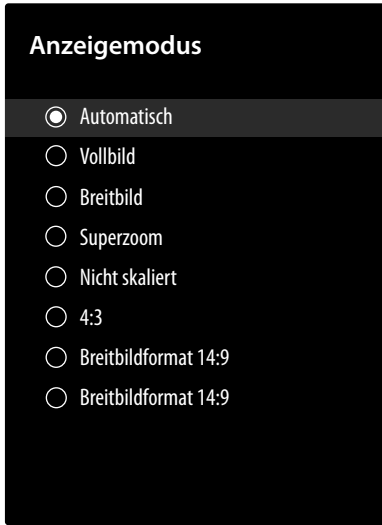 Anzeigemodus
Automatisch
Vollbild
Breitbild
Superzoom
Nicht skaliert
4:3
Breitbildformat 14:9
Breitbildformat 14:9